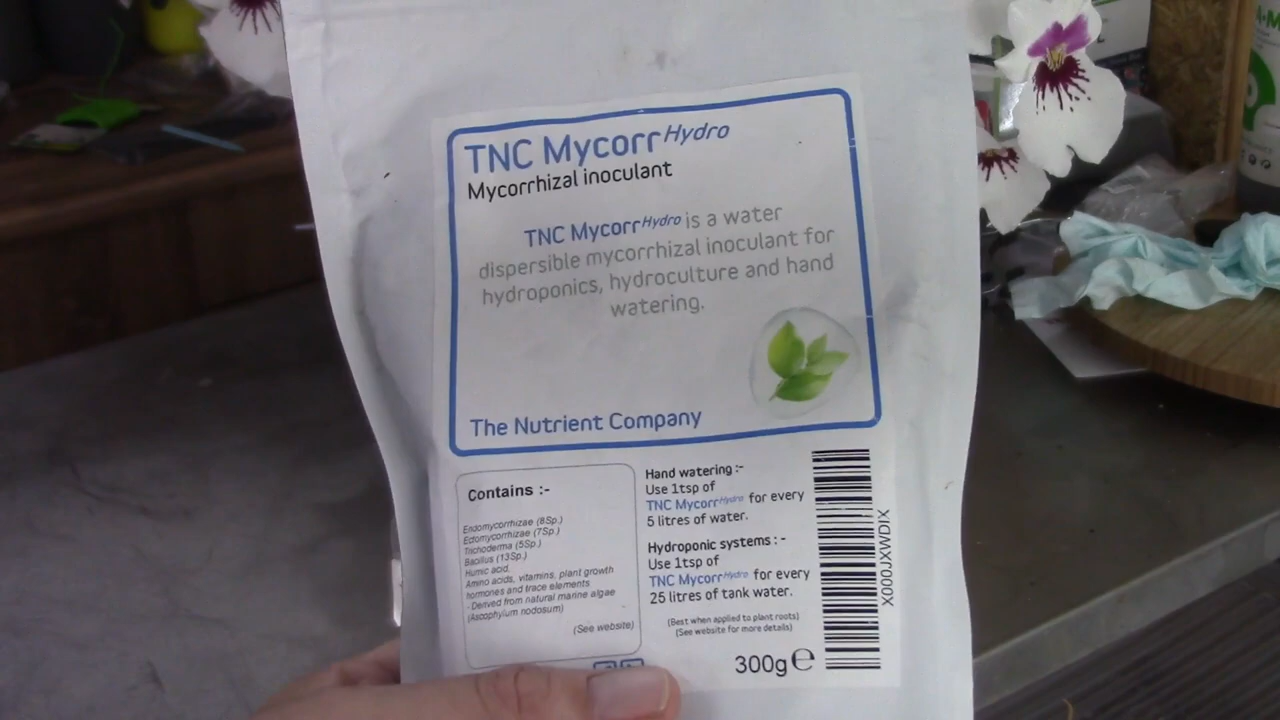 TNC Mycorr Hydro
Mycorrhizal inoculant
TNC Mycorr Hydro is a water
dispersible mycorrhizal inoculant for
hydroponics, hydroculture and hand
watering.
The Nutrient Company
Contains :-
Endomycorrhizae (8Sp.)
Ectomycorrhizae (7Sp.)
Trichoderma (5Sp.)
Bacillus (13Sp.)
Humic acid.
Amino acids, vitamins, plant growth
hormones and trace elements
- Derived from natural marine algae
(Ascophyllum nodosum)
(See website)
Hand watering :-
Use 1tsp of
TNC Mycorr Hydro for every
5 litres of water.
Hydroponic systems : -
Use 1tsp of
TNC Mycorr Hydro for every
25 litres of tank water.
(Best when applied to plant roots)
(See website for more details)
300g e
X000JXWDIX